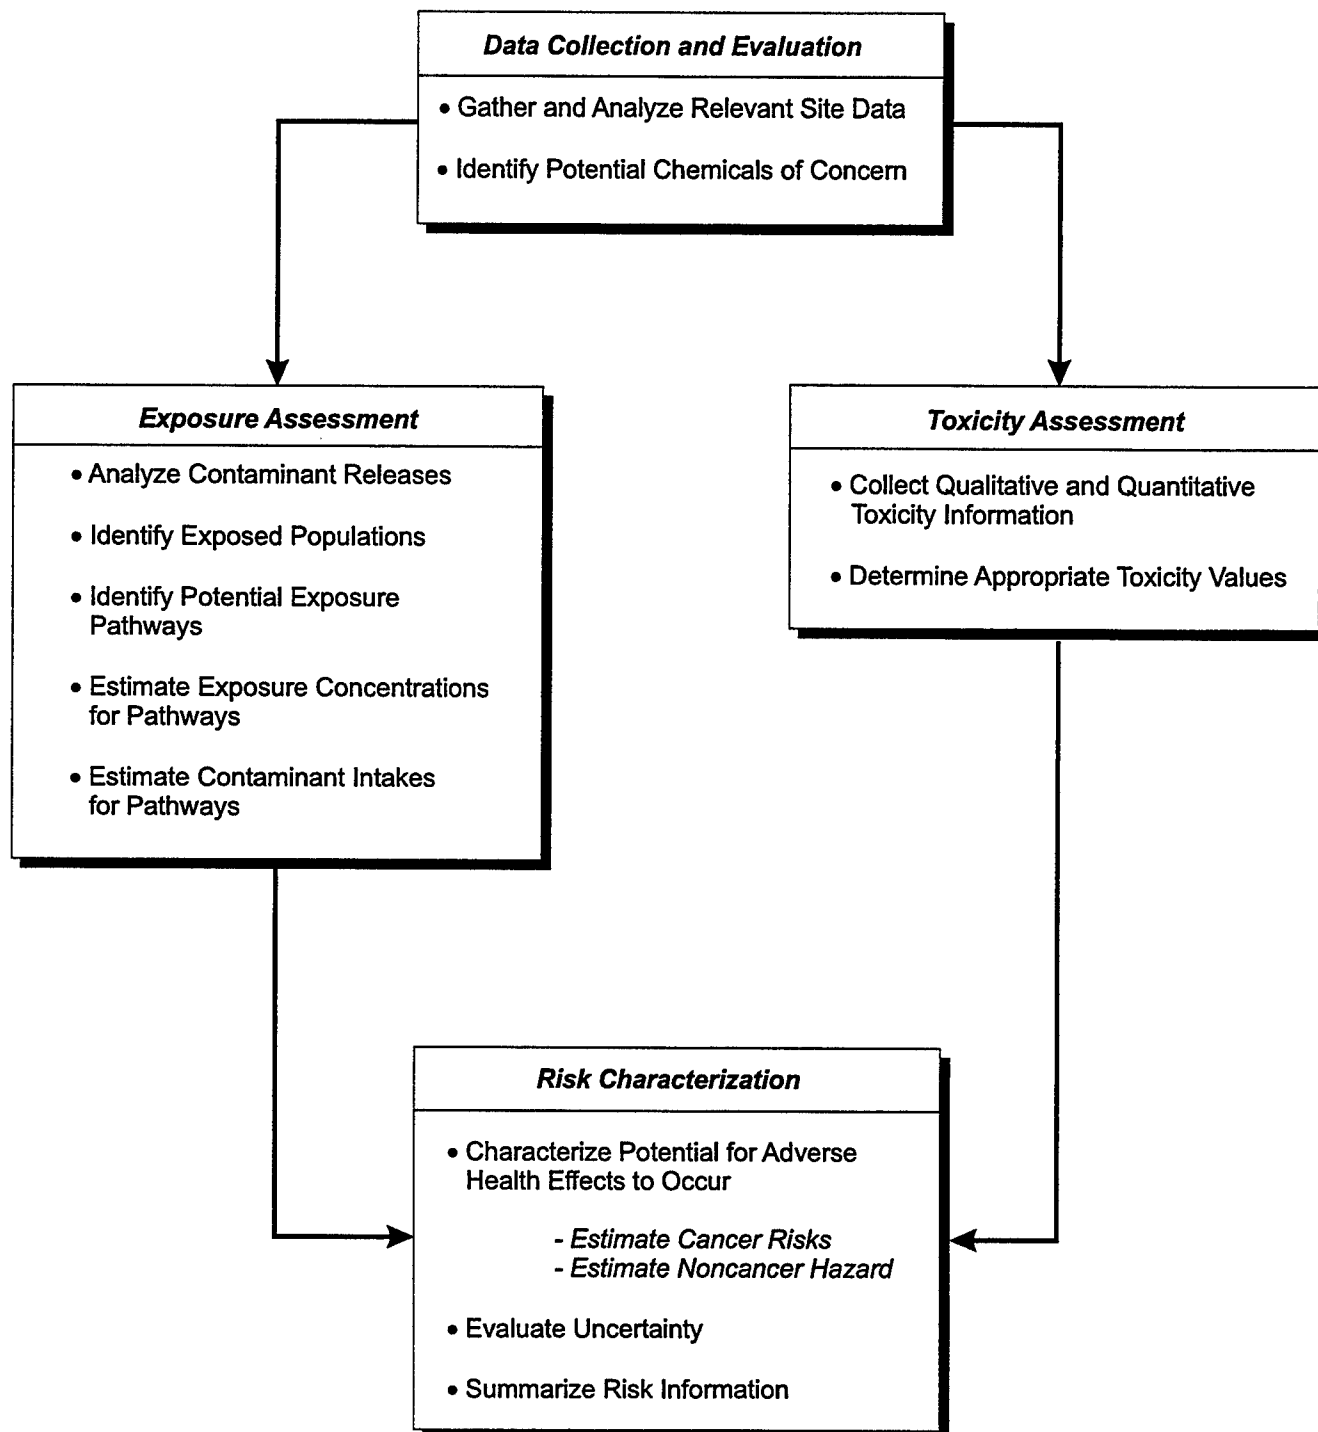 Data Collection and Evaluation
• Gather and Analyze Relevant Site Data
• Identify Potential Chemicals of Concern
Exposure Assessment
• Analyze Contaminant Releases
• Identify Exposed Populations
• Identify Potential Exposure
Pathways
• Estimate Exposure Concentrations
for Pathways
• Estimate Contaminant Intakes
for Pathways
Toxicity Assessment
• Collect Qualitative and Quantitative
Toxicity Information
• Determine Appropriate Toxicity Values
Risk Characterization
• Characterize Potential for Adverse
Health Effects to Occur
- Estimate Cancer Risks
- Estimate Noncancer Hazard
• Evaluate Uncertainty
• Summarize Risk Information